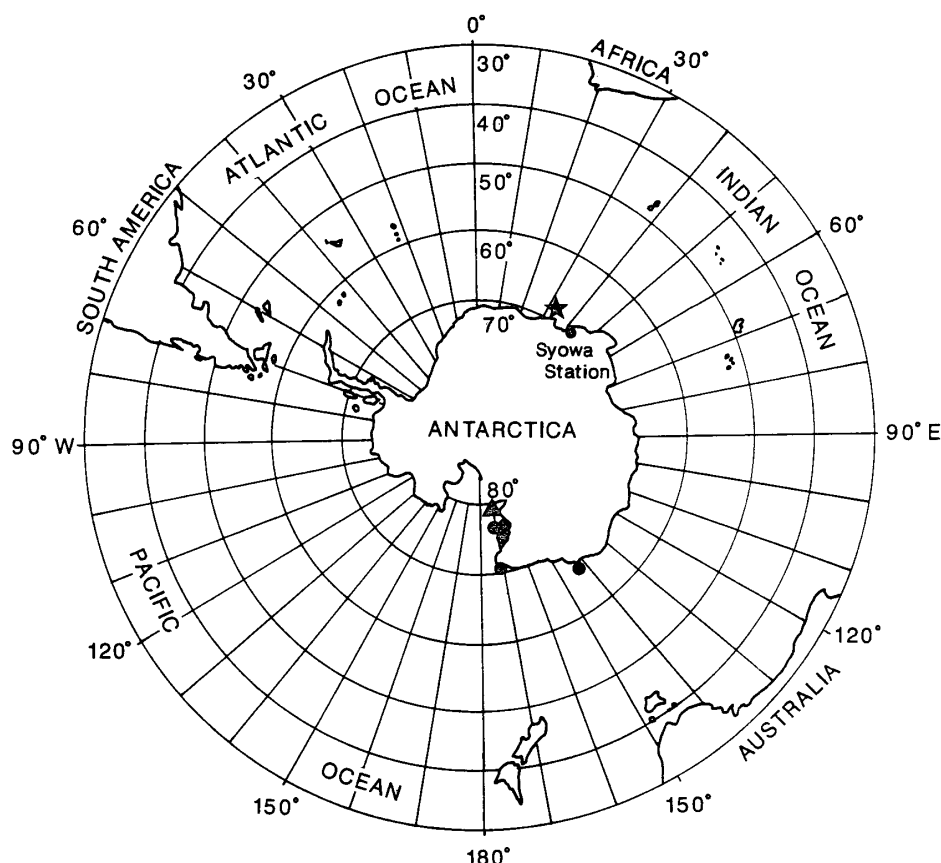 0°
30°
AFRICA
30°
30°
OCEAN
40°
ATLANTIC
50°
INDIAN
60°
SOUTH AMERICA
60°
60°
OCEAN
70°
Syowa
Station
90° W
ANTARCTICA
90° E
80°
PACIFIC
120°
120°
AUSTRALIA
OCEAN
150°
150°
180°